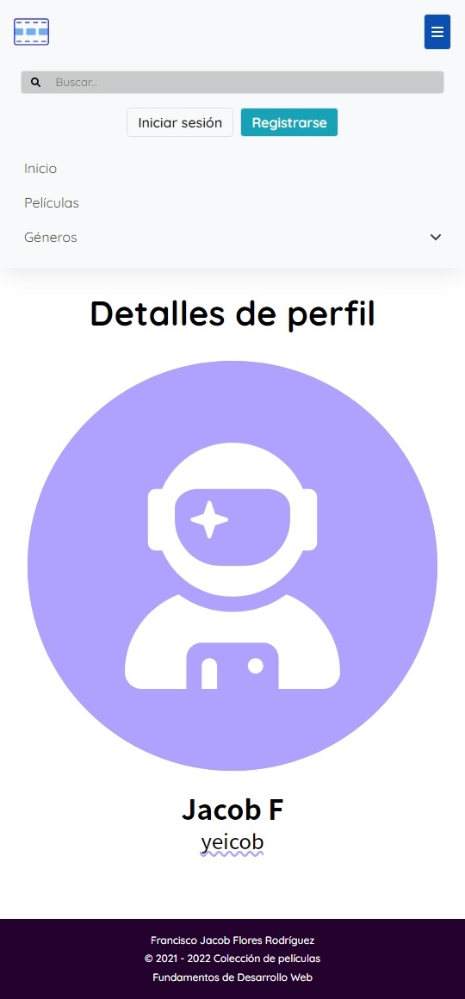 Buscar...
Iniciar sesión
Registrarse
Inicio
Películas
Géneros
Detalles de perfil
Jacob F
yeicob
Francisco Jacob Flores Rodríguez
© 2021 - 2022 Colección de películas
Fundamentos de Desarrollo Web